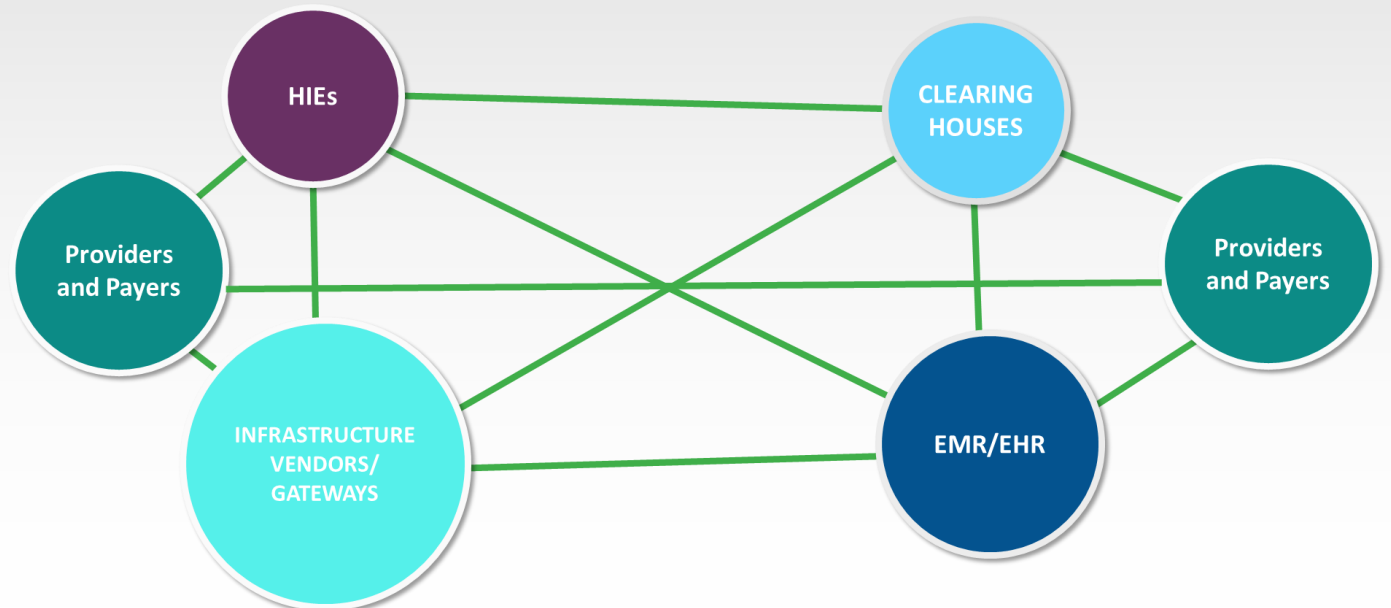 HIEs
CLEARING
HOUSES
Providers
and Payers
Providers
and Payers
INFRASTRUCTURE
VENDORS/
GATEWAYS
EMR/EHR